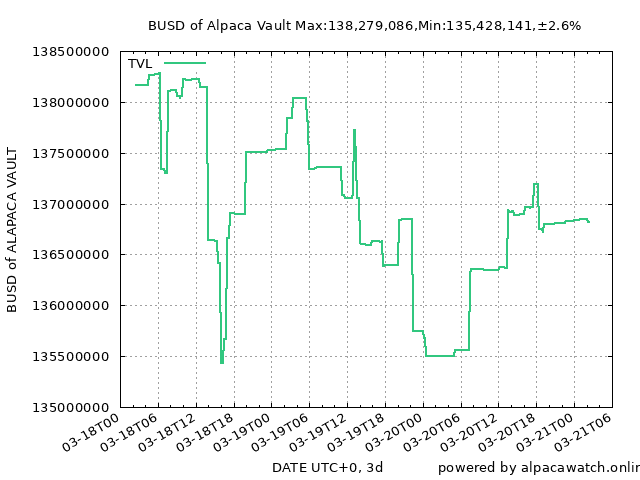 BUSD of Alpaca Vault Max:138,279,086,Min:135,428,141,±2.6%
TVL
138500000
138000000
137500000
137000000
136500000
136000000
135500000
135000000
BUSD of ALAPACA VAULT
03-18T00
03-18T06
03-18T12
03-18T18
03-19T00
03-19T06
03-19T12
03-19T18
03-20T00
03-20T06
03-20T12
03-20T18
03-21T00
03-21T06
DATE UTC+0, 3d
powered by alpacawatch.onlin